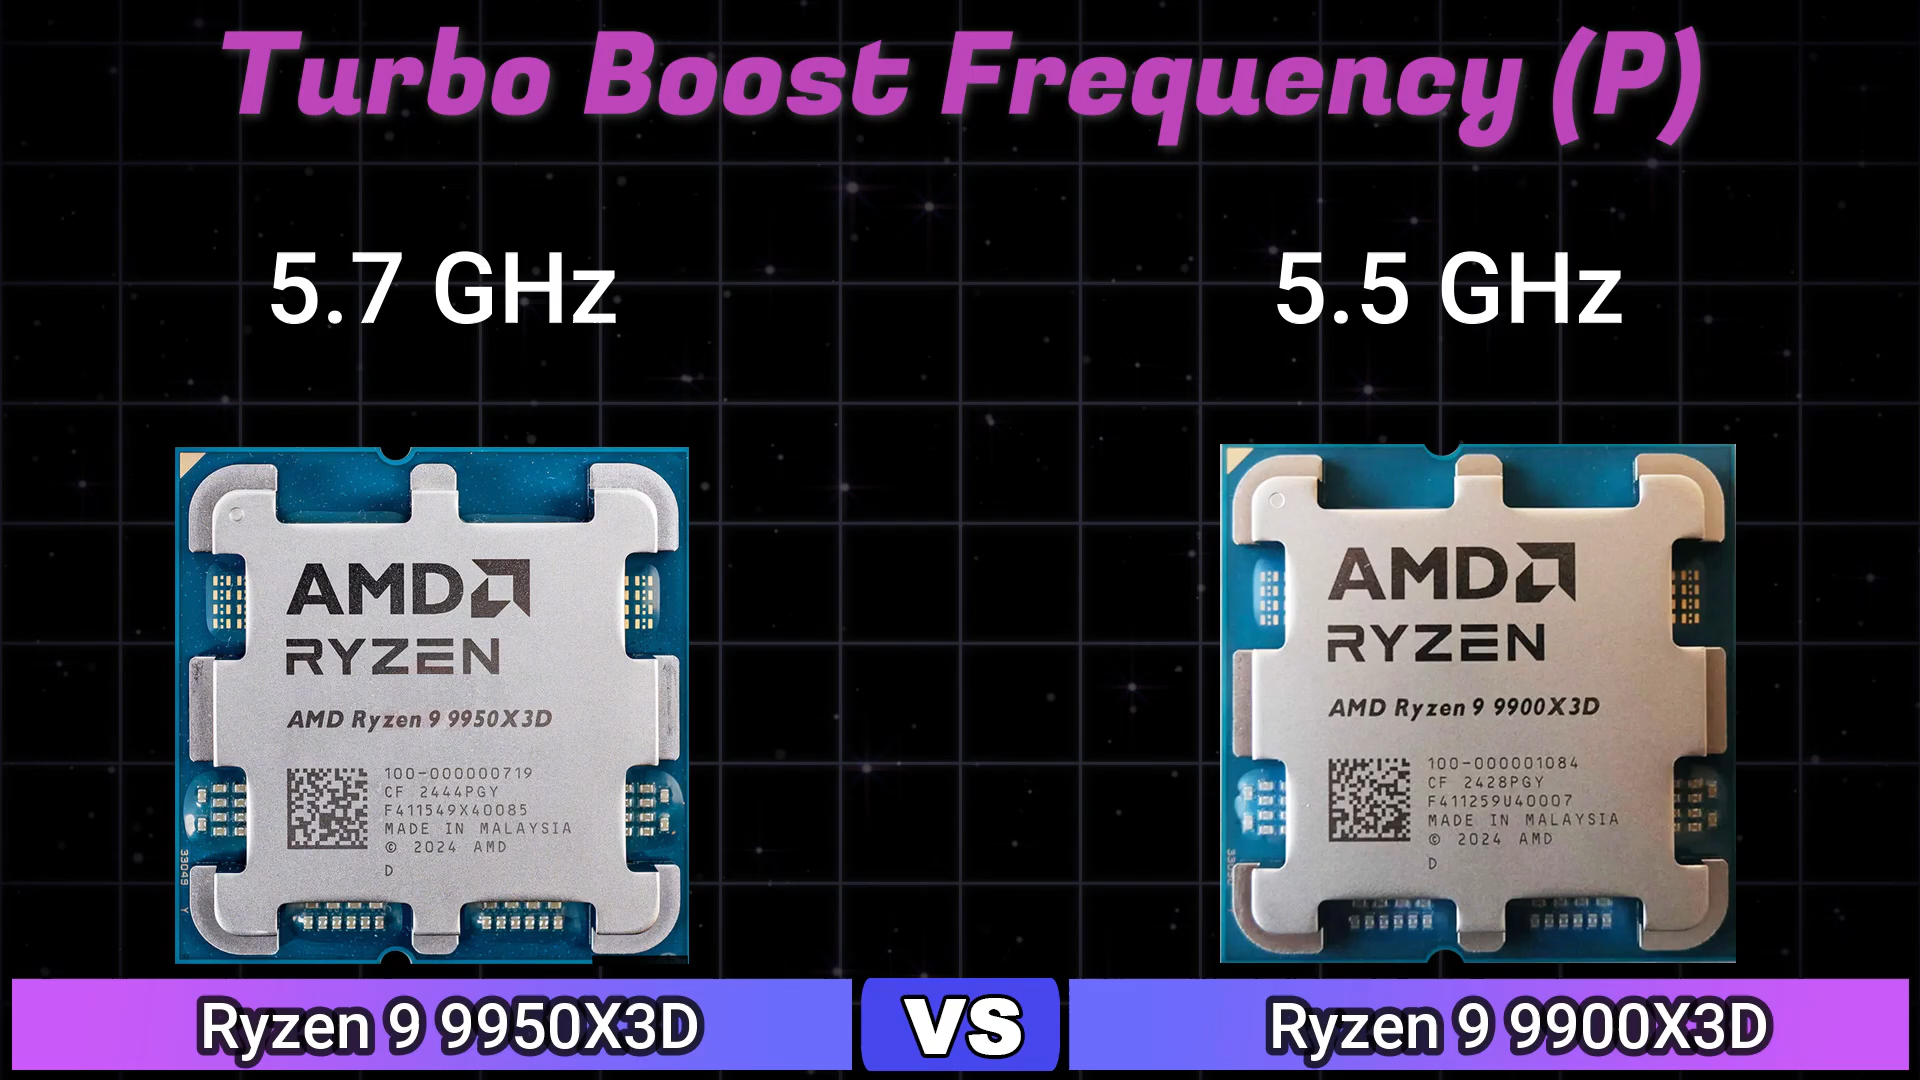 Turbo Boost Frequency (P)
5.7 GHz
5.5 GHz
AMD
RYZEN
AMD Ryzen 9 9950X3D
100-000000719
CF 2444PGY
F411549X40085
MADE IN MALAYSIA
© 2024 AMD
D
33049
Y
AMD
RYZEN
AMD Ryzen 9 9900X3D
100-000001084
CF 2428PGY
F411259U40007
MADE IN MALAYSIA
© 2024 AMD
D
Ryzen 9 9950X3D
VS
Ryzen 9 9900X3D